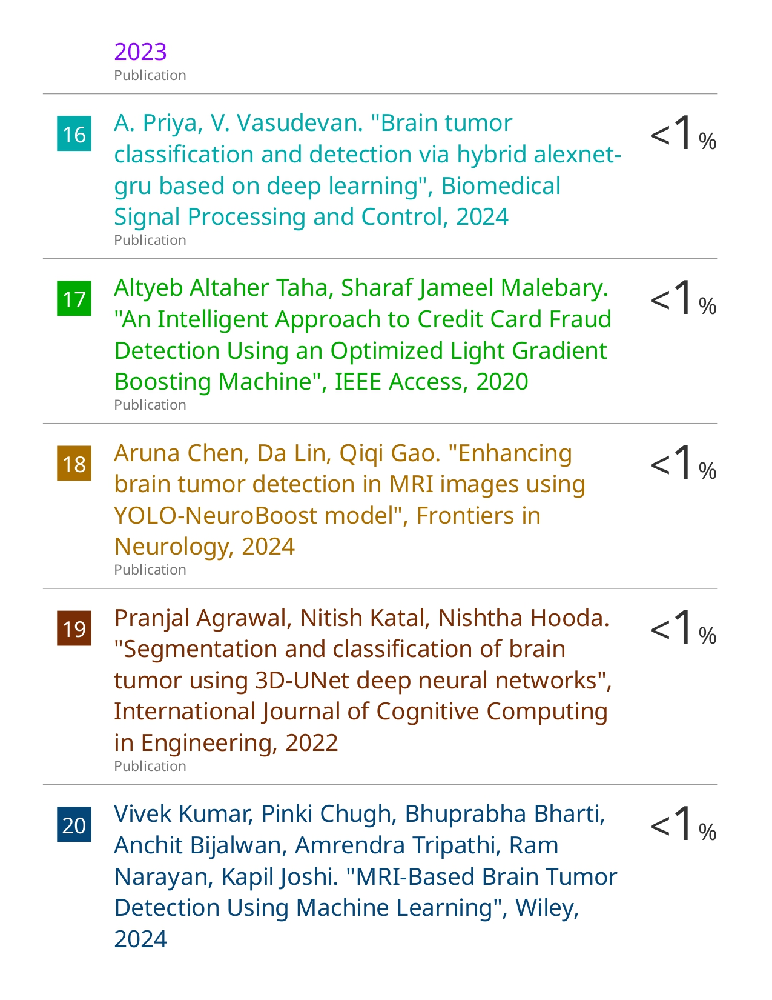 2023
Publication
16
A. Priya, V. Vasudevan. "Brain tumor
classification and detection via hybrid alexnet-
gru based on deep learning", Biomedical
Signal Processing and Control, 2024
Publication
<1%
17
Altyeb Altaher Taha, Sharaf Jameel Malebary.
"An Intelligent Approach to Credit Card Fraud
Detection Using an Optimized Light Gradient
Boosting Machine", IEEE Access, 2020
Publication
<1%
18
Aruna Chen, Da Lin, Qiqi Gao. "Enhancing
brain tumor detection in MRI images using
YOLO-NeuroBoost model", Frontiers in
Neurology, 2024
Publication
<1%
19
Pranjal Agrawal, Nitish Katal, Nishtha Hooda.
"Segmentation and classification of brain
tumor using 3D-UNet deep neural networks",
International Journal of Cognitive Computing
in Engineering, 2022
Publication
<1%
20
Vivek Kumar, Pinki Chugh, Bhuprabha Bharti,
Anchit Bijalwan, Amrendra Tripathi, Ram
Narayan, Kapil Joshi. "MRI-Based Brain Tumor
Detection Using Machine Learning", Wiley,
2024
<1%